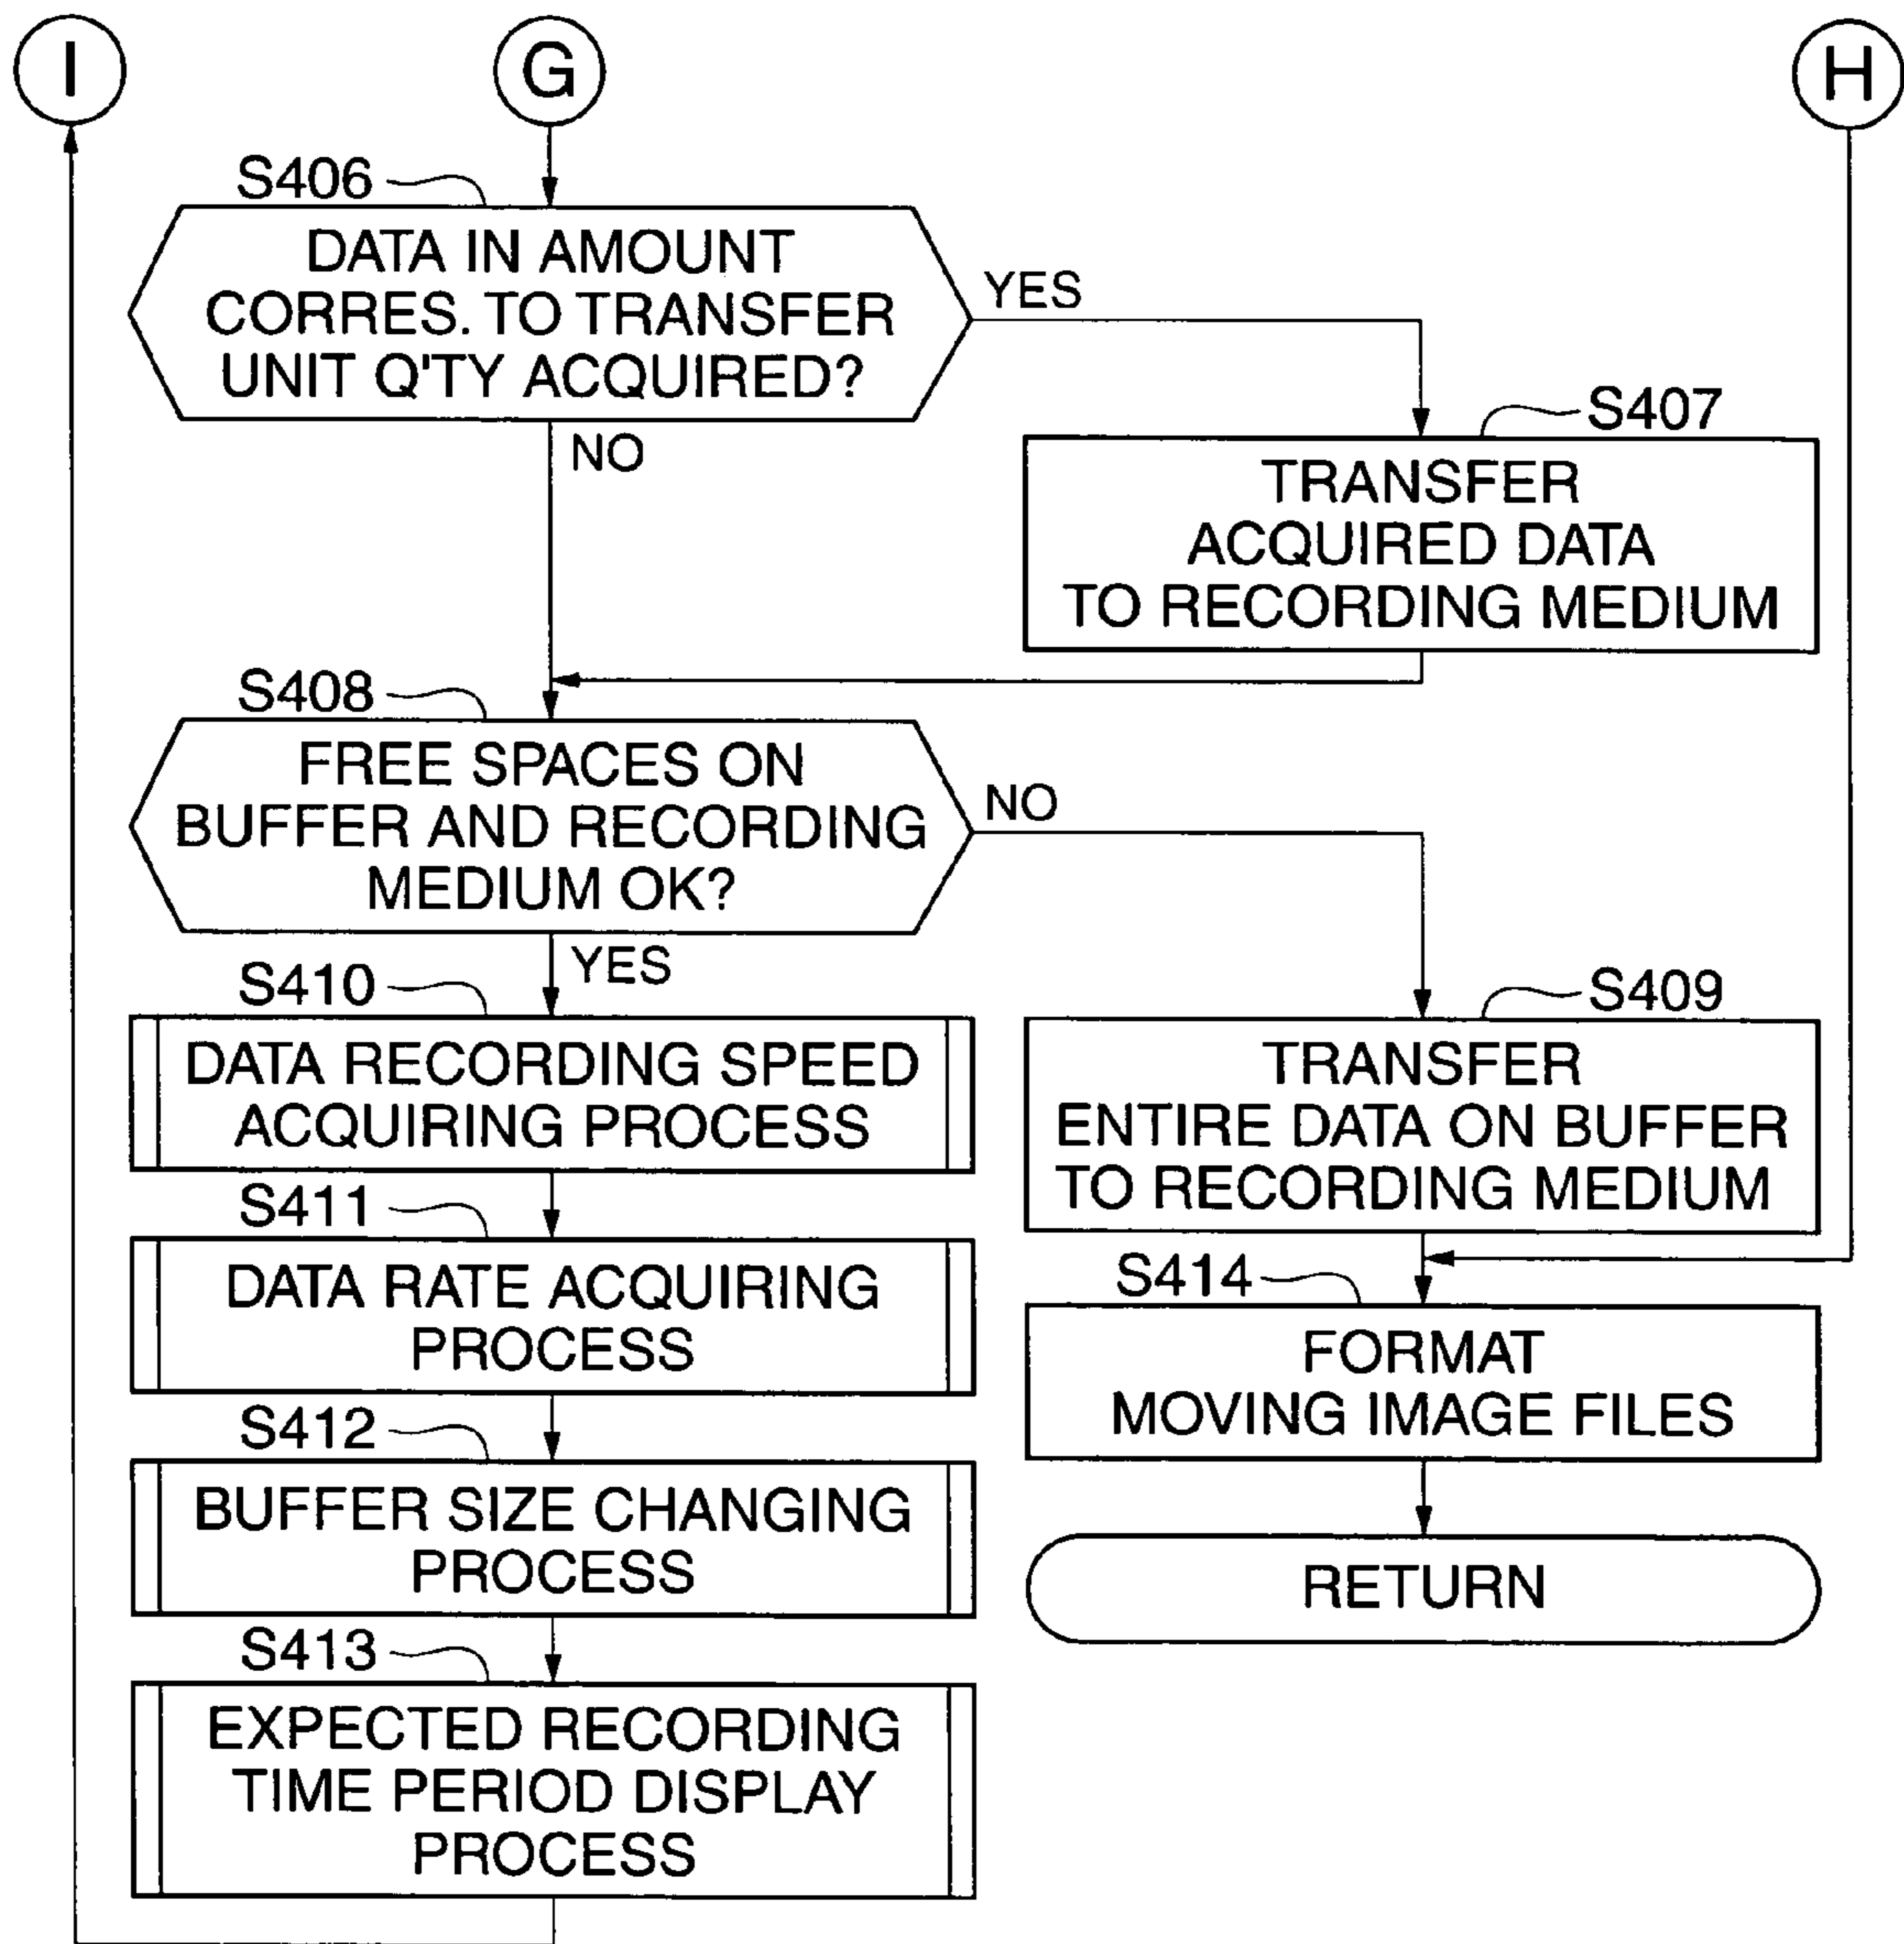 I
G
H
S406
DATA IN AMOUNT
CORRES. TO TRANSFER
UNIT Q'TY ACQUIRED?
YES
NO
S407
TRANSFER
ACQUIRED DATA
TO RECORDING MEDIUM
S408
FREE SPACES ON
BUFFER AND RECORDING
MEDIUM OK?
NO
YES
S409
TRANSFER
ENTIRE DATA ON BUFFER
TO RECORDING MEDIUM
S410
DATA RECORDING SPEED
ACQUIRING PROCESS
S411
DATA RATE ACQUIRING
PROCESS
S414
FORMAT
MOVING IMAGE FILES
S412
BUFFER SIZE CHANGING
PROCESS
RETURN
S413
EXPECTED RECORDING
TIME PERIOD DISPLAY
PROCESS